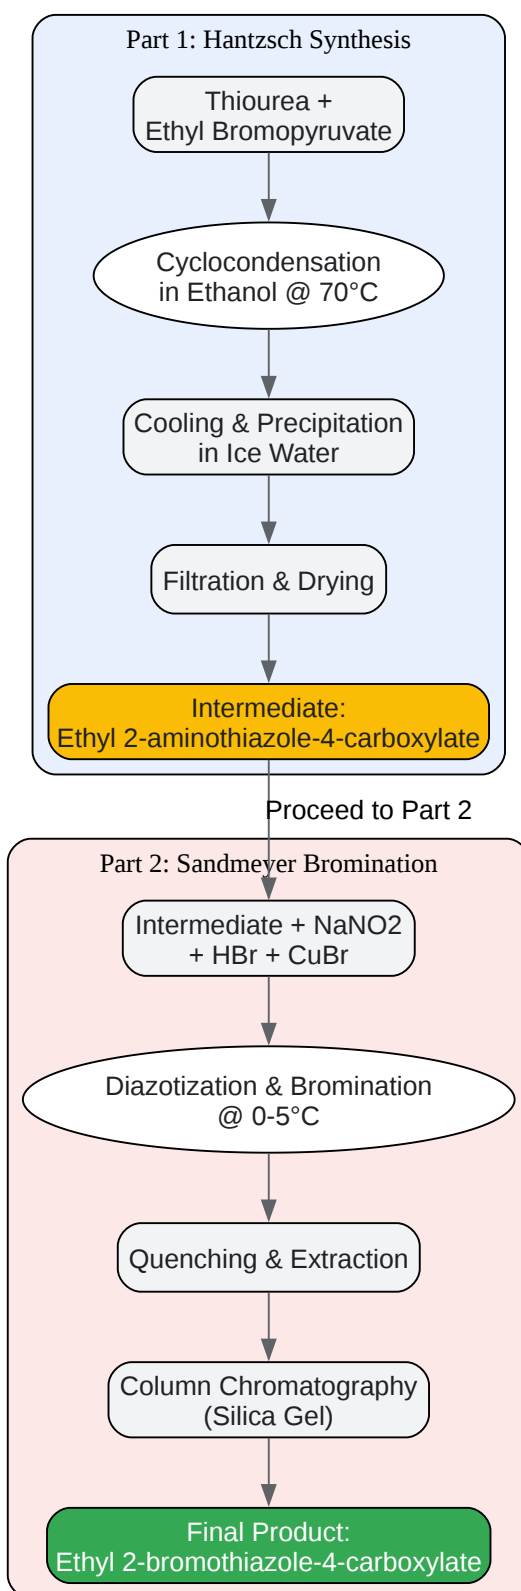 Part 1: Hantzsch Synthesis
Thiourea +
Ethyl Bromopyruvate
Cyclocondensation
in Ethanol @ 70°C
Cooling & Precipitation
in Ice Water
Filtration & Drying
Intermediate:
Ethyl 2-aminothiazole-4-carboxylate
Proceed to Part 2
Part 2: Sandmeyer Bromination
Intermediate + NaNO2
+ HBr + CuBr
Diazotization & Bromination
@ 0-5°C
Quenching & Extraction
Column Chromatography
(Silica Gel)
Final Product:
Ethyl 2-bromothiazole-4-carboxylate